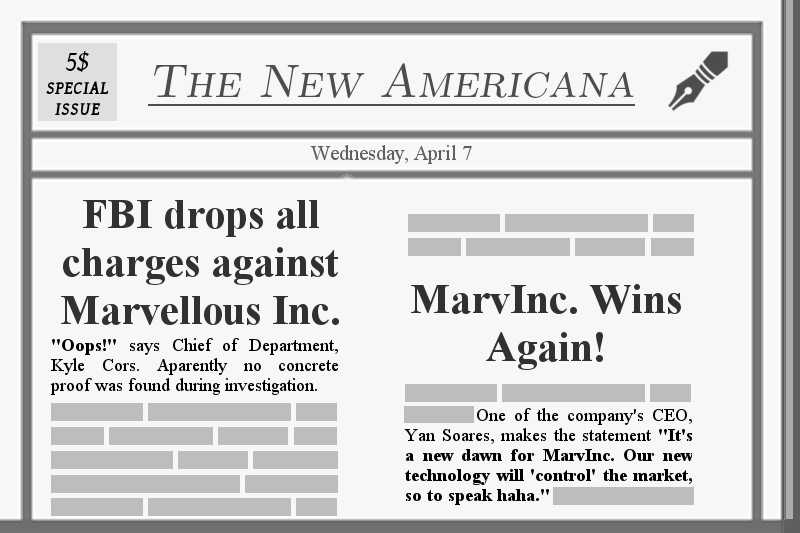 5$
SPECIAL
ISSUE
THE NEW AMERICANA
Wednesday, April 7
FBI drops all
charges against
Marvellous Inc.
"Oops!" says Chief of Department,
Kyle Cors. Aparently no concrete
proof was found during investigation.
MarvInc. Wins
Again!
One of the company's CEO,
Yan Soares, makes the statement "It's
a new dawn for MarvInc. Our new
technology will 'control' the market,
so to speak haha."